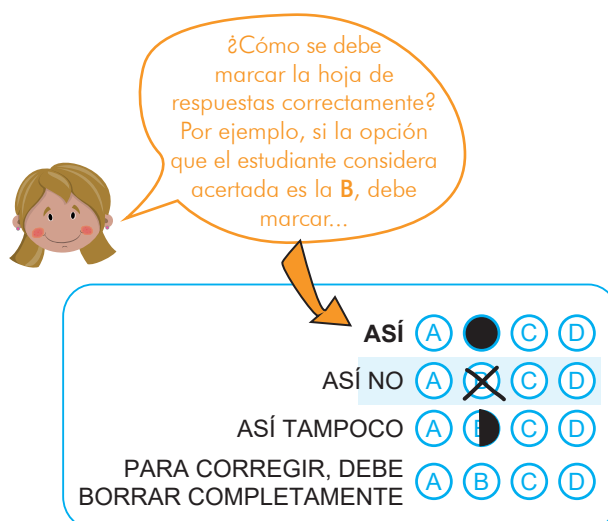 ¿Cómo se debe
marcar la hoja de
respuestas correctamente?
Por ejemplo, si la opción
que el estudiante considera
acertada es la B, debe
marcar...
ASÍ A C D
ASÍ NO A B C D
ASÍ TAMPOCO A B C D
PARA CORREGIR, DEBE
BORRAR COMPLETAMENTE A B C D